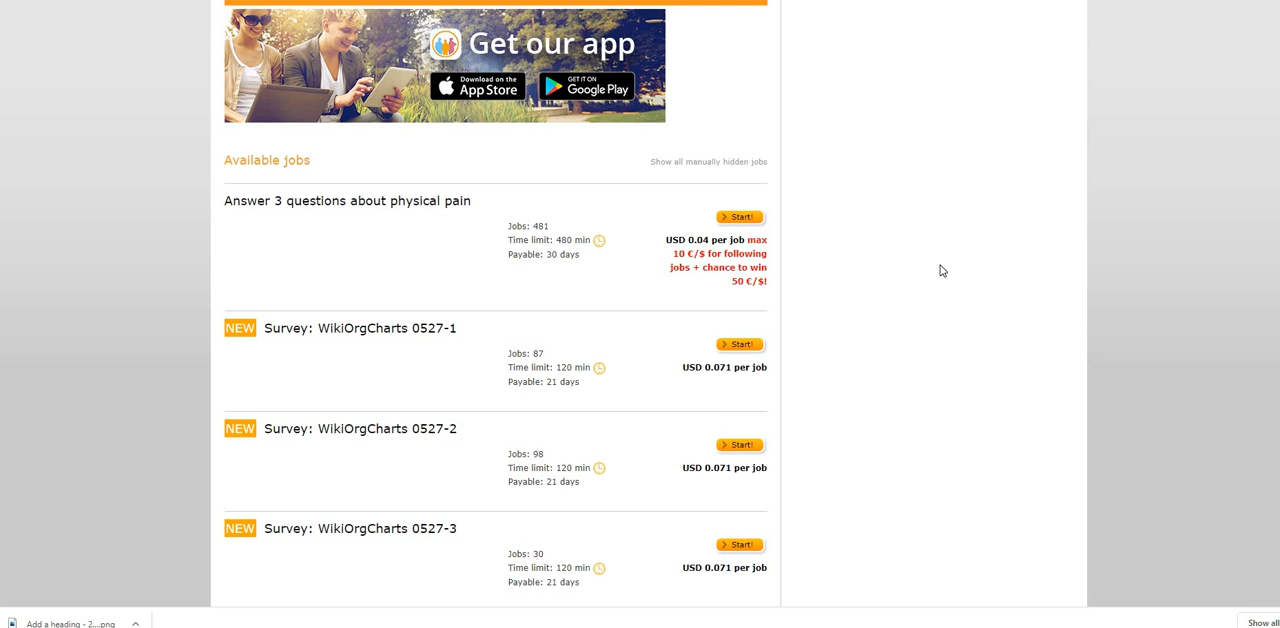 Get our app
Download on the
App Store
GET IT ON
Google Play
Available jobs
Show all manually hidden jobs
Answer 3 questions about physical pain
Start!
Jobs: 481
Time limit: 480 min
Payable: 30 days
USD 0.04 per job max
10 €/$ for following
jobs + chance to win
50 €/$!
NEW Survey: WikiOrgCharts 0527-1
Start!
Jobs: 87
Time limit: 120 min
Payable: 21 days
USD 0.071 per job
NEW Survey: WikiOrgCharts 0527-2
Start!
Jobs: 98
Time limit: 120 min
Payable: 21 days
USD 0.071 per job
NEW Survey: WikiOrgCharts 0527-3
Start!
Jobs: 30
Time limit: 120 min
Payable: 21 days
USD 0.071 per job
Add a heading - 2....png
Show all